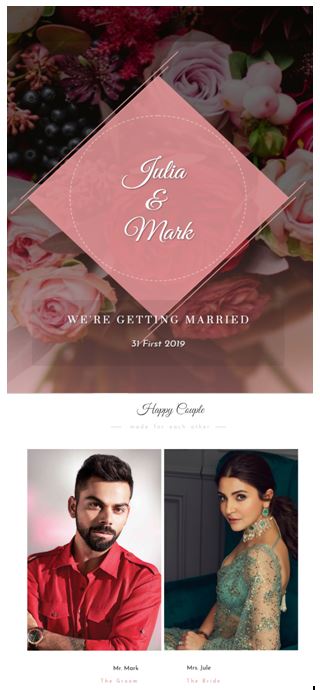 Julia
&
Mark
WE'RE GETTING MARRIED
31 First 2019
Happy Couple
made for each other
Mr. Mark
Mrs. Julie
The Groom
The Bride